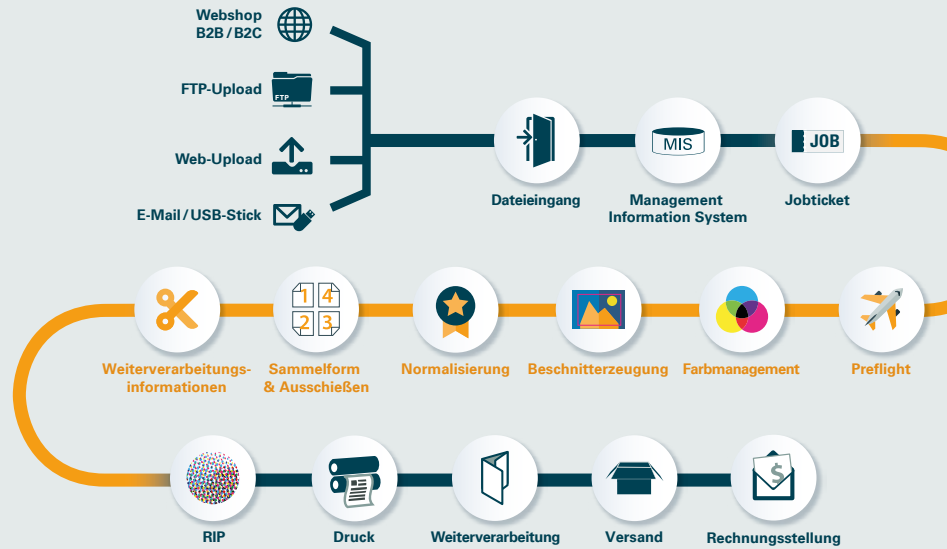 Webshop
B2B / B2C
FTP-Upload
FTP
Web-Upload
E-Mail / USB-Stick
MIS
JOB
Dateieingang
Management
Information System
Jobticket
1 4
2 3
Weiterverarbeitungs-
informationen
Sammelform
& Ausschießen
Normalisierung
Beschnitterzeugung
Farbmanagement
Preflight
$
RIP
Druck
Weiterverarbeitung
Versand
Rechnungsstellung